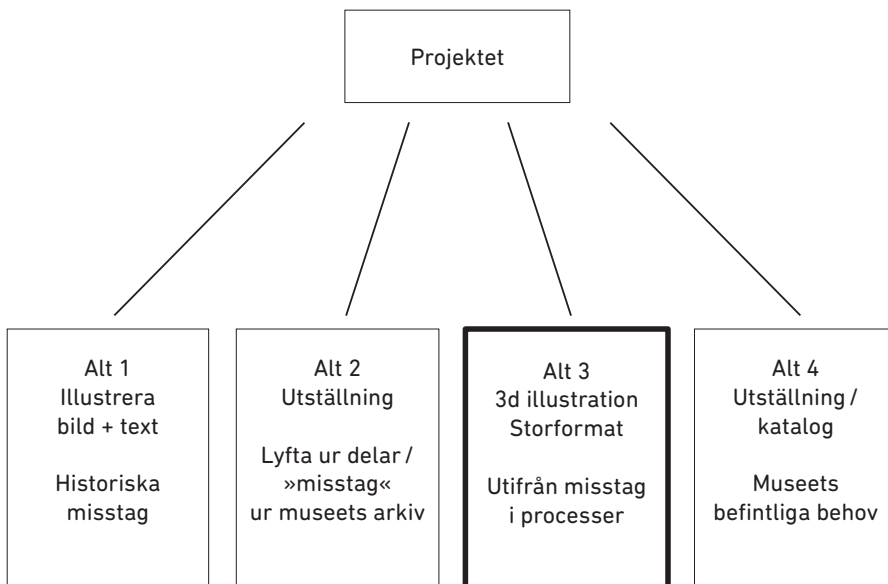 Projektet
Alt 1
Illustrera
bild + text
Historiska
misstag
Alt 2
Utställning
Lyfta ur delar /
»misstag«
ur museets arkiv
Alt 3
3d illustration
Storformat
Utifrån misstag
i processer
Alt 4
Utställning /
katalog
Museets
befintliga behov